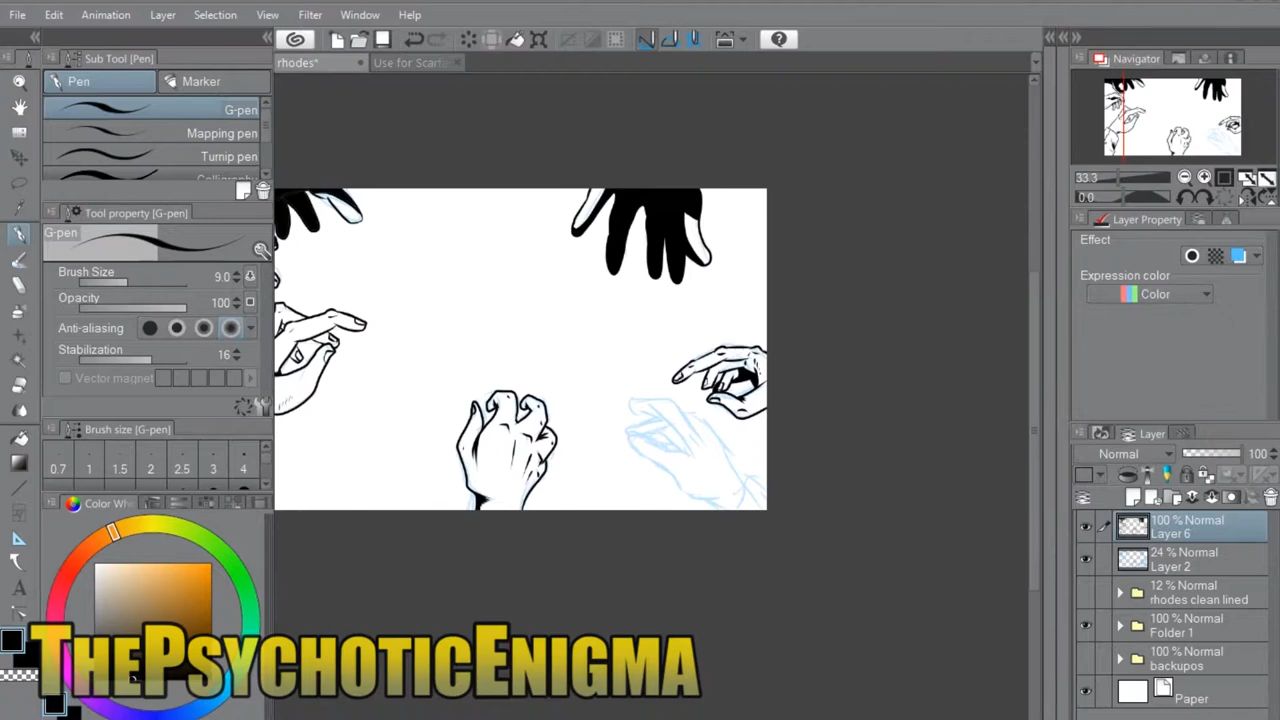 File Edit Animation Layer Selection View Filter Window Help
Sub Tool [Pen]
Pen Marker
G-pen
Mapping pen
Turnip pen
Tool property [G-pen]
G-pen
Brush Size 9.0
Opacity 100
Anti-aliasing
Stabilization 16
Vector magnet
Brush size [G-pen]
0.7 1 1.5 2 2.5 3 4
Color Whe
rhodes* Use for Scarf
Navigator
33.3
0.0
Layer Property
Effect
Expression color
Color
Layer
Normal 100
100 % Normal
Layer 6
24 % Normal
Layer 2
12 % Normal
rhodes clean lined
100 % Normal
Folder 1
100 % Normal
backupos
Paper
THEPSYCHOTICENIGMA